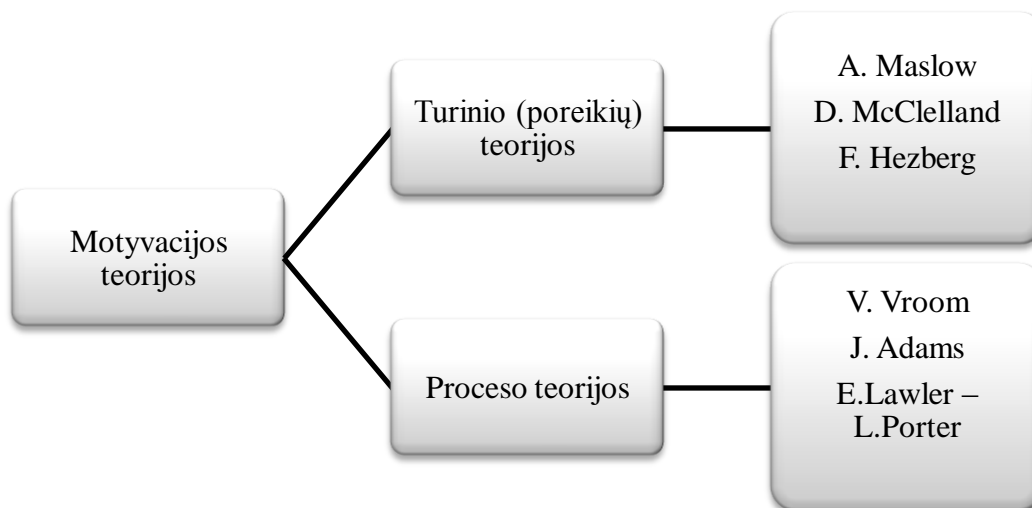 Motyvacijos
teorijos
Turinio (poreikių)
teorijos
A. Maslow
D. McClelland
F. Hezberg
Proceso teorijos
V. Vroom
J. Adams
E.Lawler –
L.Porter